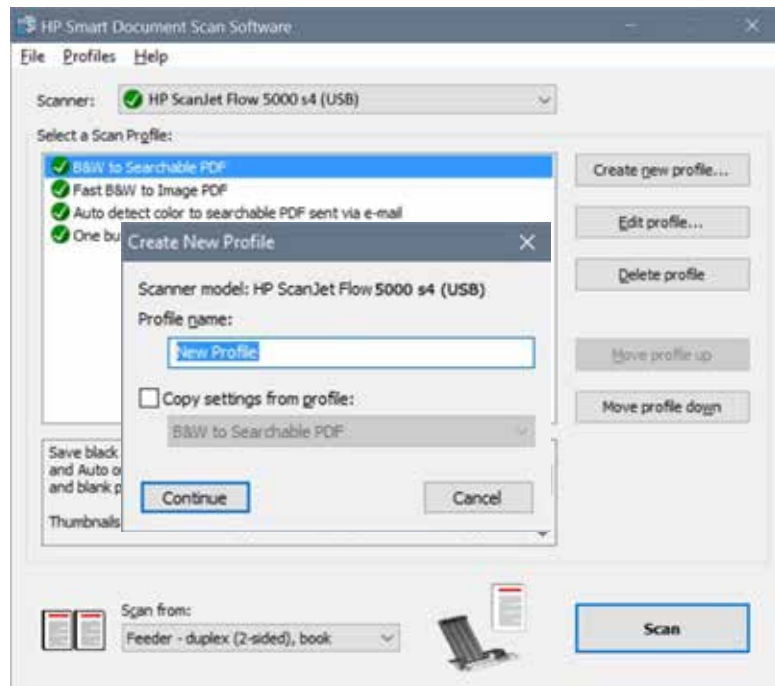 HP Smart Document Scan Software
File Profiles Help
Scanner: HP ScanJet Flow 5000 s4 (USB)
Select a Scan Profile:
B&W to Searchable PDF
Fast B&W to Image PDF
Auto detect color to searchable PDF sent via e-mail
One bu
Create new profile...
Edit profile...
Delete profile
Move profile up
Move profile down
Create New Profile
Scanner model: HP ScanJet Flow 5000 s4 (USB)
Profile name:
New Profile
Copy settings from profile:
B&W to Searchable PDF
Continue Cancel
Save black
and Auto o
and blank p
Thumbnails
Scan from:
Feeder - duplex (2-sided), book
Scan